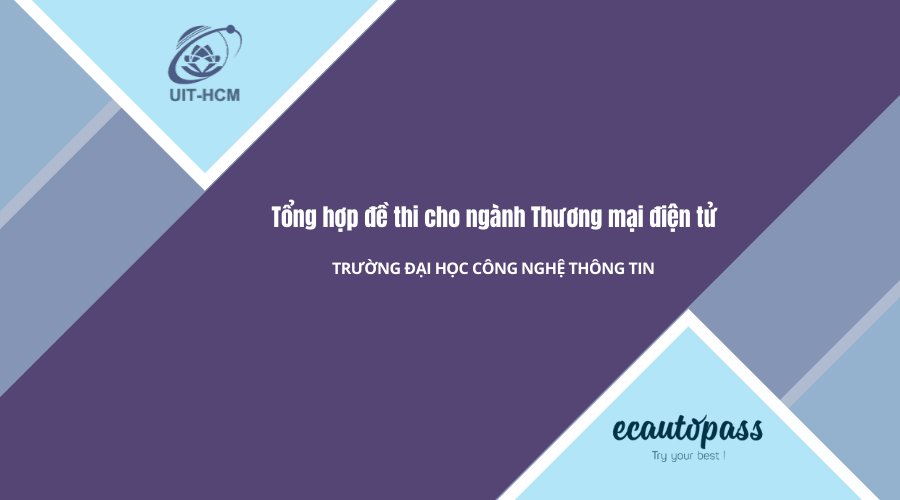 UIT-HCM
Tổng hợp đề thi cho ngành Thương mại điện tử
TRƯỜNG ĐẠI HỌC CÔNG NGHỆ THÔNG TIN
ecautopass
Try your best !